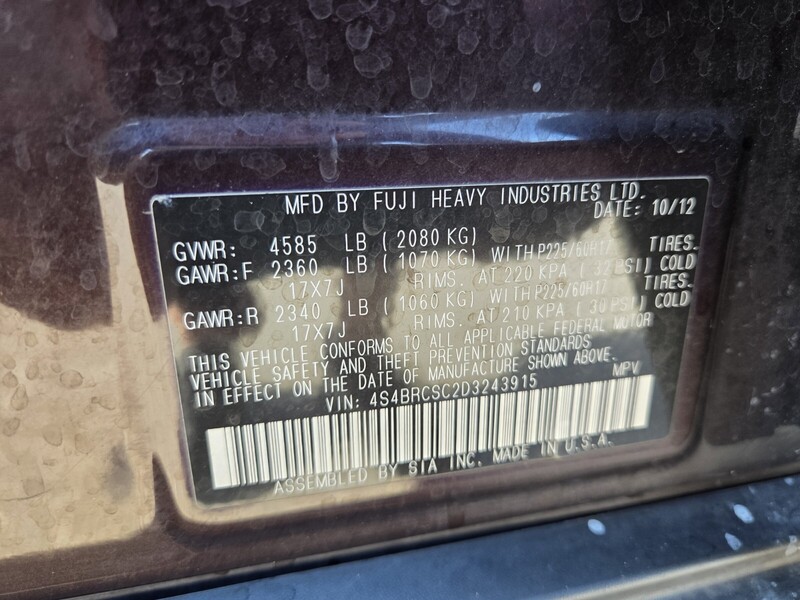 MFD BY FUJI HEAVY INDUSTRIES LTD.
DATE: 10/12
GVWR: 4585 LB ( 2080 KG)
GAWR:F 2360 LB ( 1070 KG) WITH P225/60H17 TIRES.
17X7J RIMS. AT 220 KPA ( 32 PSI) COLD
GAWR:R 2340 LB ( 1060 KG) WITH P225/60H17 TIRES.
17X7J RIMS. AT 210 KPA ( 30 PSI) COLD
THIS VEHICLE CONFORMS TO ALL APPLICABLE FEDERAL MOTOR
VEHICLE SAFETY AND THEFT PREVENTION STANDARDS
IN EFFECT ON THE DATE OF MANUFACTURE SHOWN ABOVE.
VIN: 4S4BRCSC2D3243915 MPV
ASSEMBLED BY SIA INC. MADE IN U.S.A.